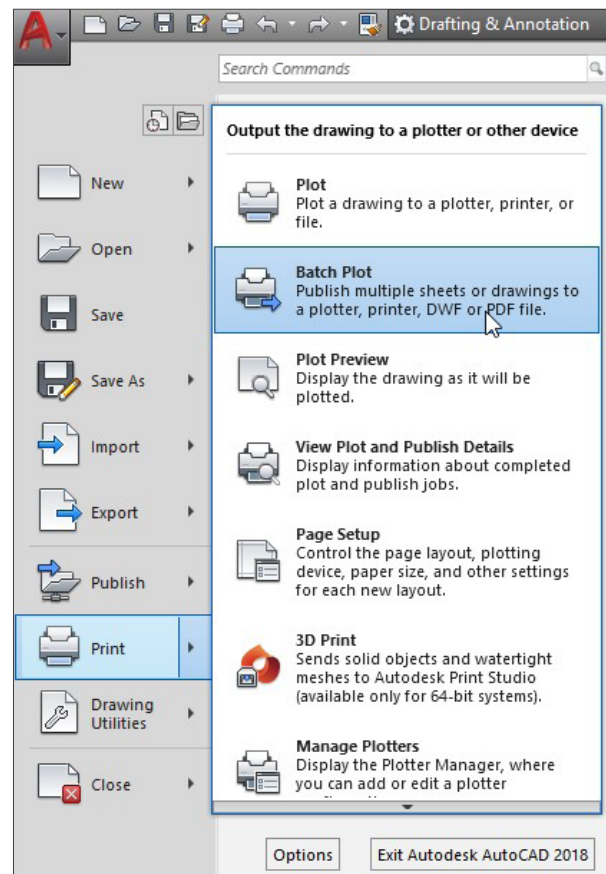 Drafting & Annotation
Search Commands
Output the drawing to a plotter or other device
New
Open
Save
Save As
Import
Export
Publish
Print
Drawing
Utilities
Close
Plot
Plot a drawing to a plotter, printer, or
file.
Batch Plot
Publish multiple sheets or drawings to
a plotter, printer, DWF or PDF file.
Plot Preview
Display the drawing as it will be
plotted.
View Plot and Publish Details
Display information about completed
plot and publish jobs.
Page Setup
Control the page layout, plotting
device, paper size, and other settings
for each new layout.
3D Print
Sends solid objects and watertight
meshes to Autodesk Print Studio
(available only for 64-bit systems).
Manage Plotters
Display the Plotter Manager, where
you can add or edit a plotter
Options
Exit Autodesk AutoCAD 2018